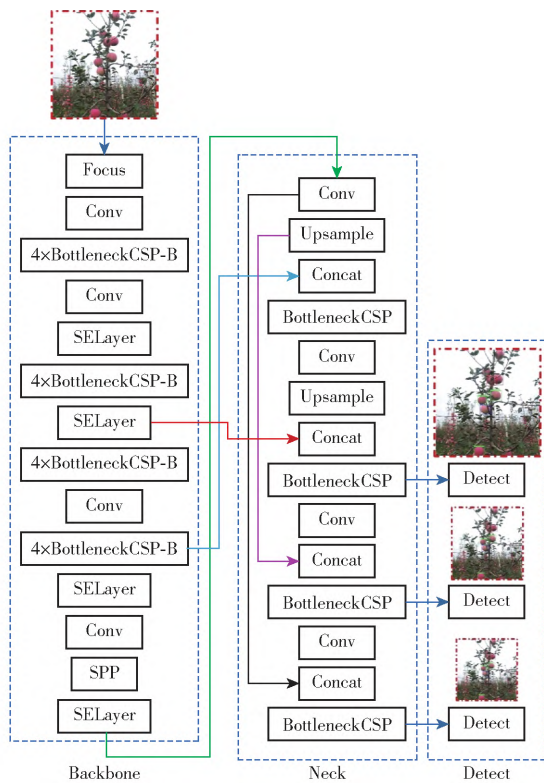 Focus
Conv
4×BottleneckCSP-B
Conv
SELayer
4×BottleneckCSP-B
SELayer
4×BottleneckCSP-B
Conv
4×BottleneckCSP-B
SELayer
Conv
SPP
SELayer
Backbone
Conv
Upsample
Concat
BottleneckCSP
Conv
Upsample
Concat
BottleneckCSP
Conv
Concat
BottleneckCSP
Conv
Concat
BottleneckCSP
Neck
Detect
Detect
Detect
Detect